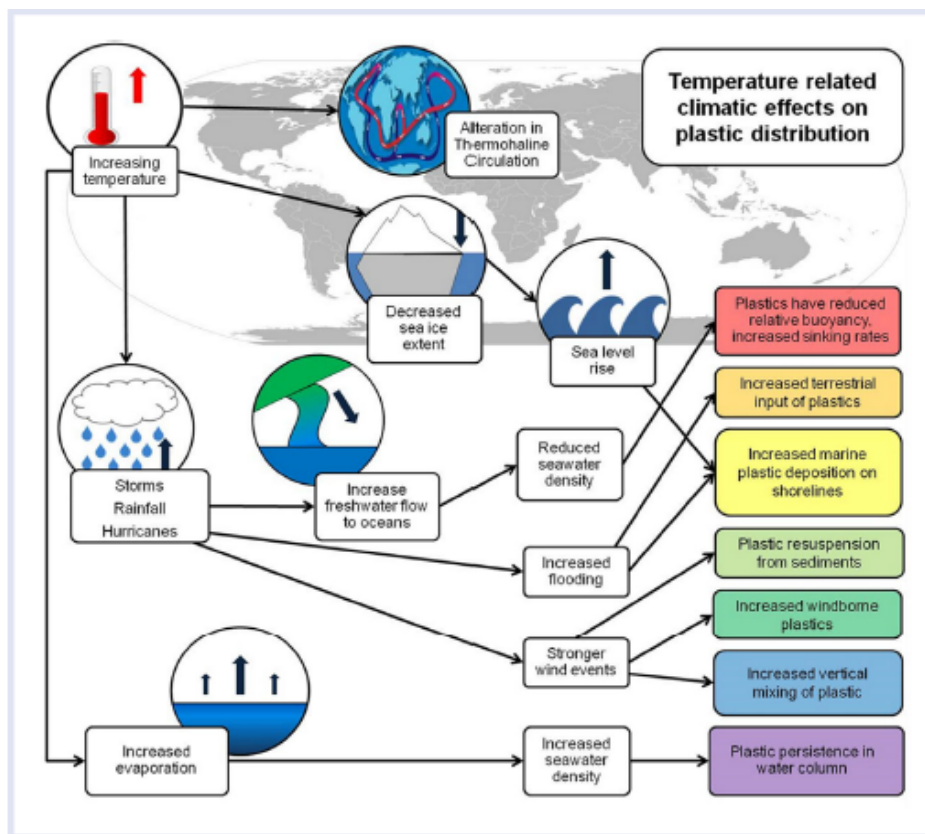 Temperature related
climatic effects on
plastic distribution
Increasing
temperature
Alteration in
Thermohaline
Circulation
Decreased
sea ice
extent
Sea level
rise
Plastics have reduced
relative buoyancy,
increased sinking rates
Increased terrestrial
input of plastics
Increased marine
plastic deposition on
shorelines
Storms
Rainfall
Hurricanes
Increase
freshwater flow
to oceans
Reduced
seawater
density
Increased
flooding
Plastic resuspension
from sediments
Increased windborne
plastics
Stronger
wind events
Increased vertical
mixing of plastic
Increased
evaporation
Increased
seawater
density
Plastic persistence in
water column